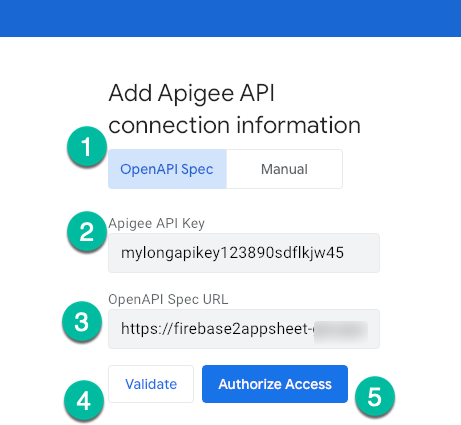 Add Apigee API
connection information
1
OpenAPI Spec Manual
Apigee API Key
2
mylongapikey123890sdflkjw45
OpenAPI Spec URL
3
https://firebase2appsheet-
4
Validate Authorize Access
5